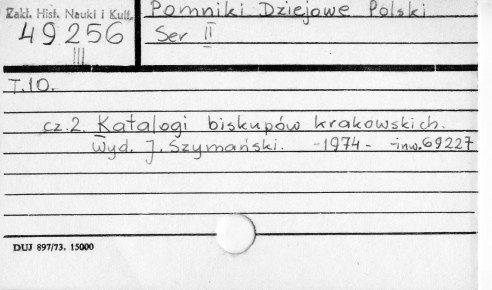 Zakł. Hist. Nauki i Kult.
49256
III
Pomniki Dziejowe Polski
Ser II
T.10.
cz.2. Katalogi biskupów krakowskich.
Wyd. J. Szymański. -1974- -inw.69227
DUJ 897/73. 15000